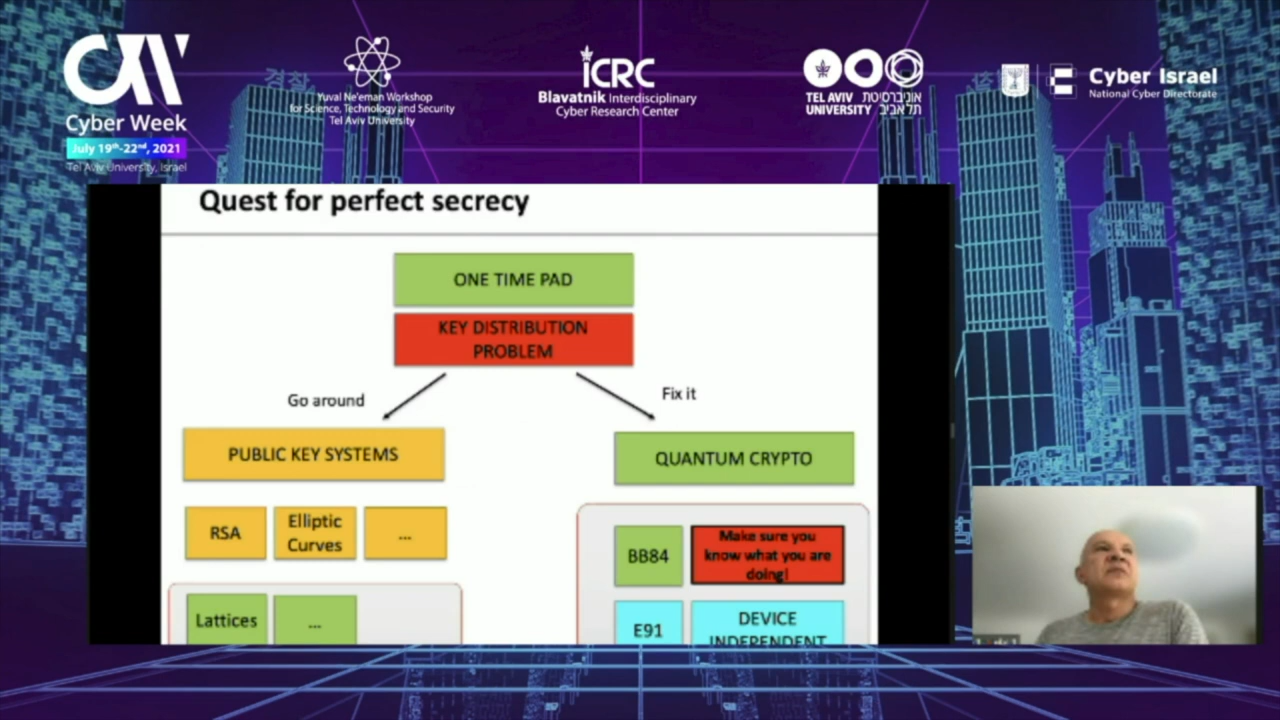 Cyber Week
July 19th-22nd, 2021
Tel Aviv University, Israel
Yuval Ne'eman Workshop
for Science, Technology and Security
Tel Aviv University
ICRC
Blavatnik Interdisciplinary
Cyber Research Center
TEL AVIV אוניברסיטת
UNIVERSITY תל אביב
Cyber Israel
National Cyber Directorate
경찰
Quest for perfect secrecy
ONE TIME PAD
KEY DISTRIBUTION
PROBLEM
Go around
Fix it
PUBLIC KEY SYSTEMS
QUANTUM CRYPTO
RSA
Elliptic
Curves
...
BB84
Make sure you
know what you are
doing!
Lattices
...
E91
DEVICE
INDEPENDENT